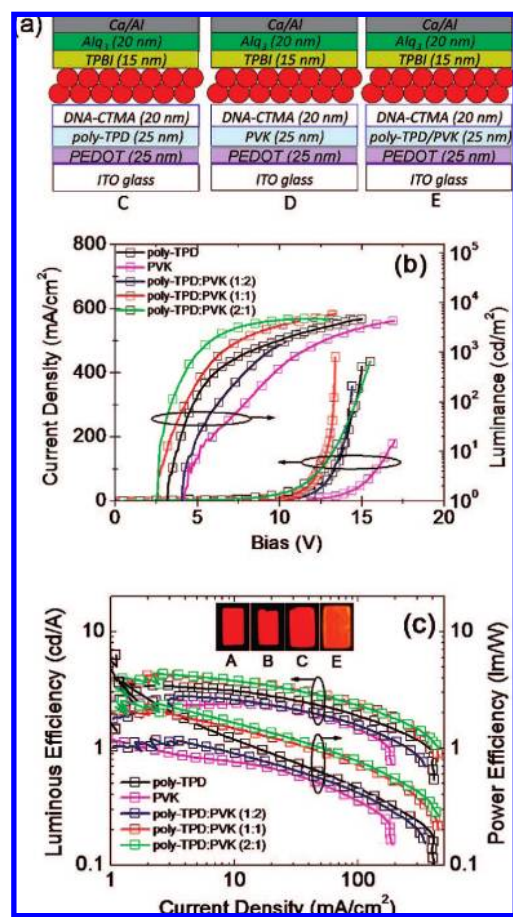 (a)
Ca/Al Ca/Al Ca/Al
Alq3 (20 nm) Alq3 (20 nm) Alq3 (20 nm)
TPBI (15 nm) TPBI (15 nm) TPBI (15 nm)
DNA-CTMA (20 nm) DNA-CTMA (20 nm) DNA-CTMA (20 nm)
poly-TPD (25 nm) PVK (25 nm) poly-TPD/PVK (25 nm)
PEDOT (25 nm) PEDOT (25 nm) PEDOT (25 nm)
ITO glass ITO glass ITO glass
C D E
(b)
Current Density (mA/cm²)
800
600
400
200
0
poly-TPD
PVK
poly-TPD:PVK (1:2)
poly-TPD:PVK (1:1)
poly-TPD:PVK (2:1)
10⁵
10⁴
10³
10²
10¹
10⁰
Luminance (cd/m²)
0 5 10 15 20
Bias (V)
(c)
Luminous Efficiency (cd/A)
10
1
0.1
A B C E
poly-TPD
PVK
poly-TPD:PVK (1:2)
poly-TPD:PVK (1:1)
poly-TPD:PVK (2:1)
10
1
0.1
Power Efficiency (lm/W)
1 10 100
Current Density (mA/cm²)